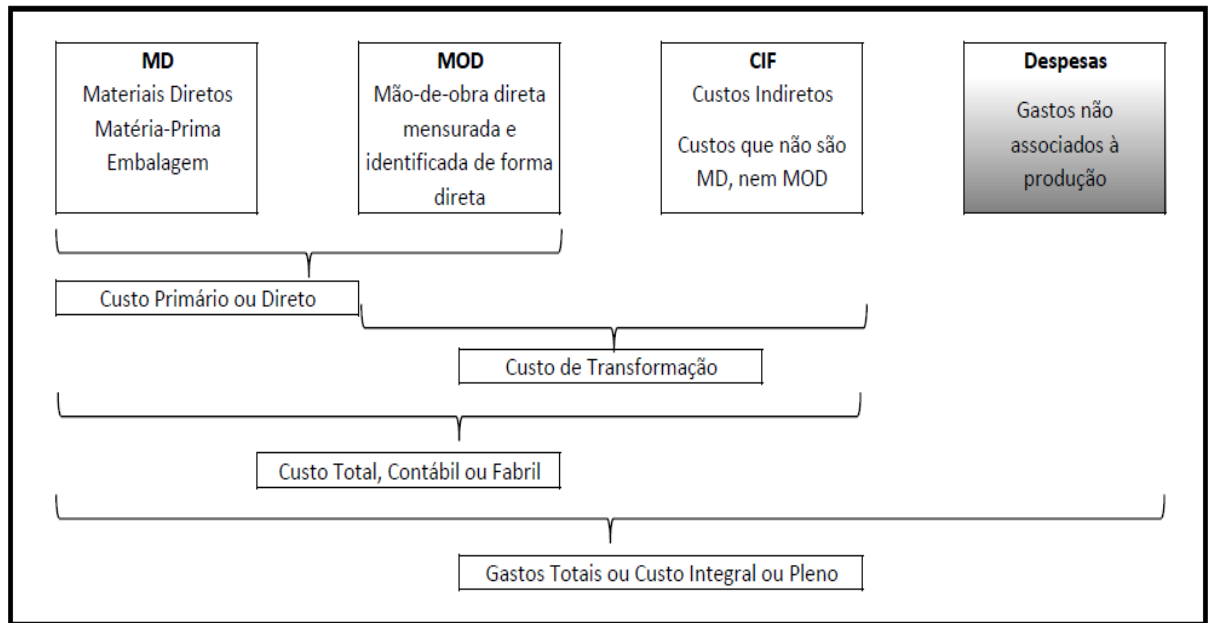 MD
Materiais Diretos
Matéria-Prima
Embalagem
MOD
Mão-de-obra direta
mensurada e
identificada de forma
direta
CIF
Custos Indiretos
Custos que não são
MD, nem MOD
Despesas
Gastos não
associados à
produção
Custo Primário ou Direto
Custo de Transformação
Custo Total, Contábil ou Fabril
Gastos Totais ou Custo Integral ou Pleno